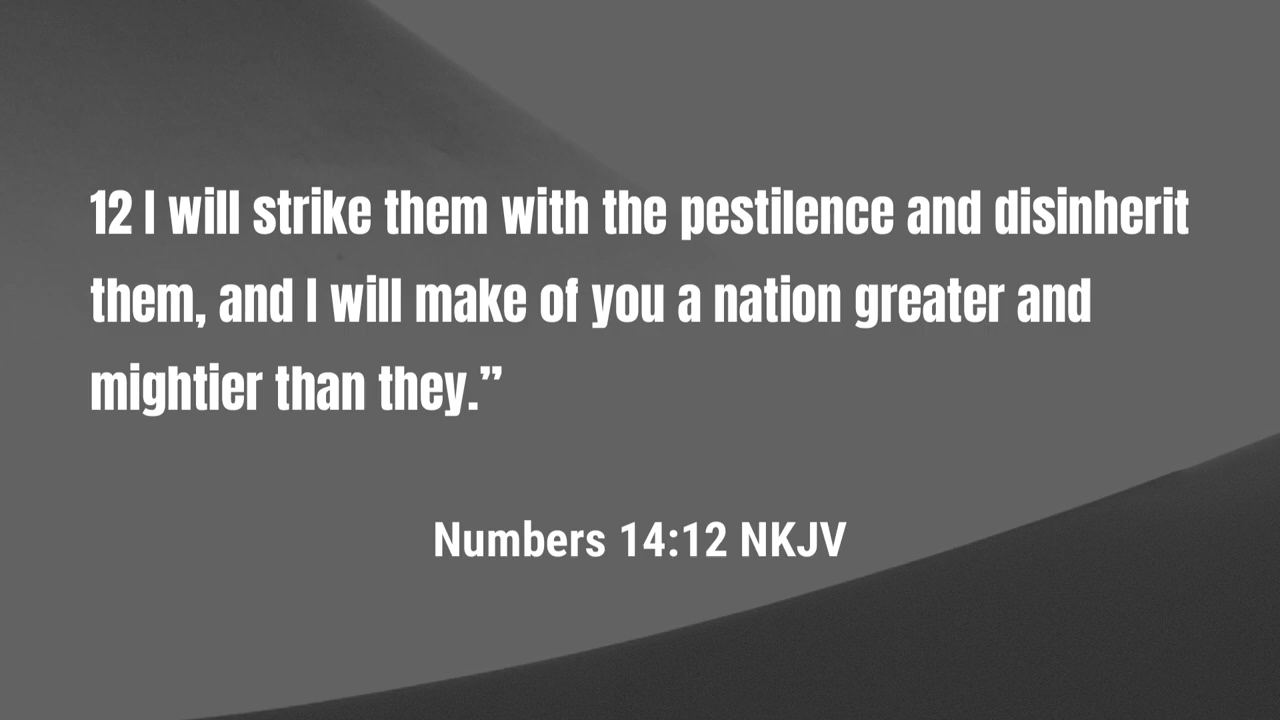 12 I will strike them with the pestilence and disinherit
them, and I will make of you a nation greater and
mightier than they.”
Numbers 14:12 NKJV